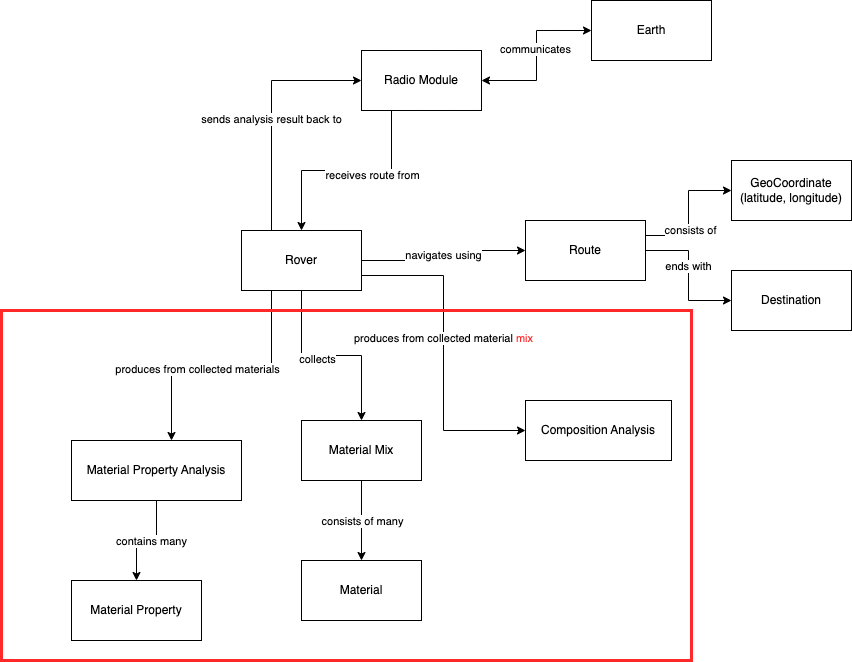 Earth
communicates
Radio Module
sends analysis result back to
receives route from
GeoCoordinate
(latitude, longitude)
consists of
Rover
navigates using
Route
ends with
Destination
produces from collected material mix
collects
produces from collected materials
Composition Analysis
Material Mix
Material Property Analysis
consists of many
contains many
Material
Material Property